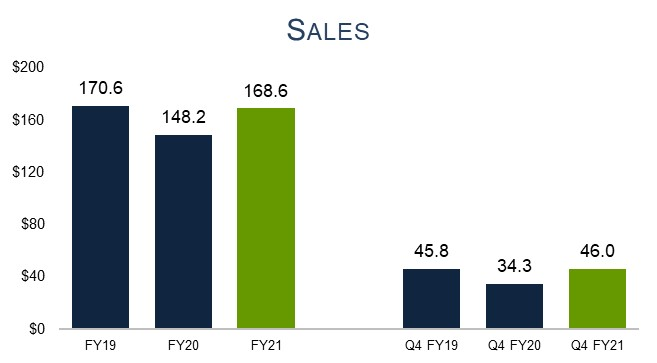 SALES
$200
$160
$120
$80
$40
$0
170.6
148.2
168.6
45.8
34.3
46.0
FY19
FY20
FY21
Q4 FY19
Q4 FY20
Q4 FY21